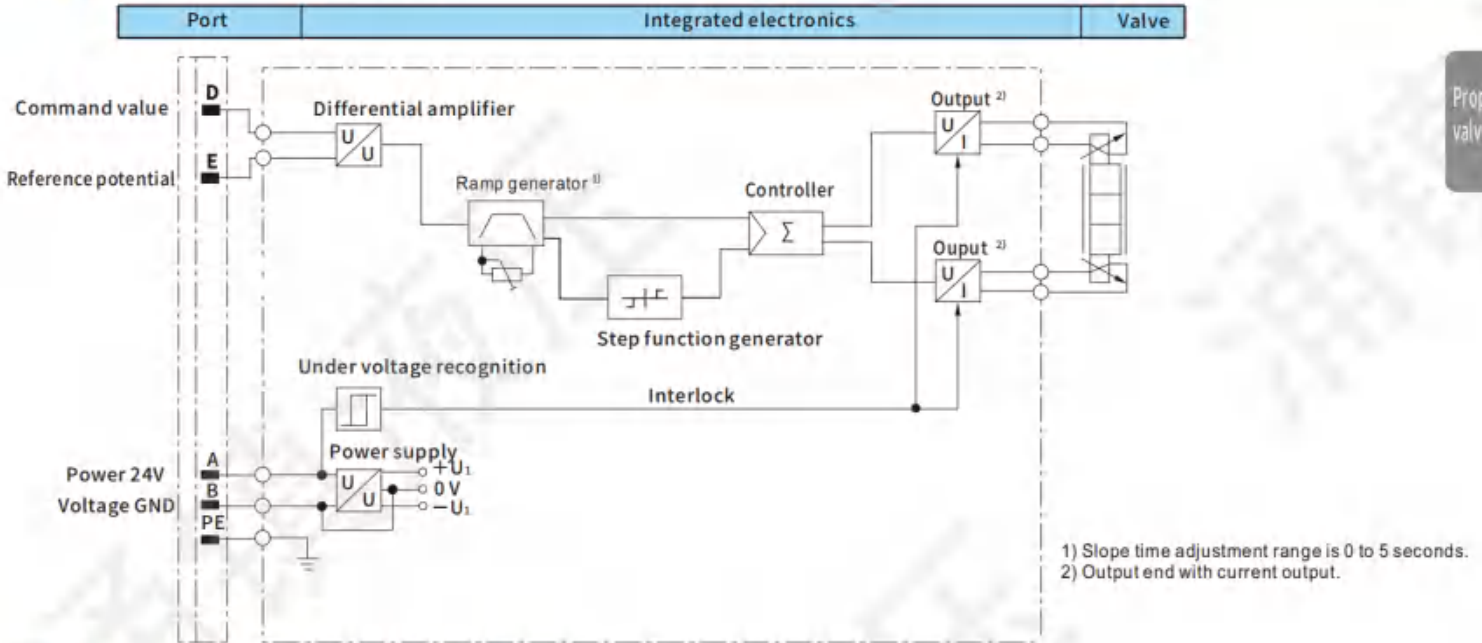 Port Integrated electronics Valve
D
Command value
Differential amplifier
Output 2)
U
I
U
U
E
Reference potential
Ramp generator 1)
Controller
Σ
Ouput 2)
U
I
Step function generator
Under voltage recognition
Interlock
Power supply
A
Power 24V
+U₁
U
U
0 V
B
Voltage GND
−U₁
PE
1) Slope time adjustment range is 0 to 5 seconds.
2) Output end with current output.